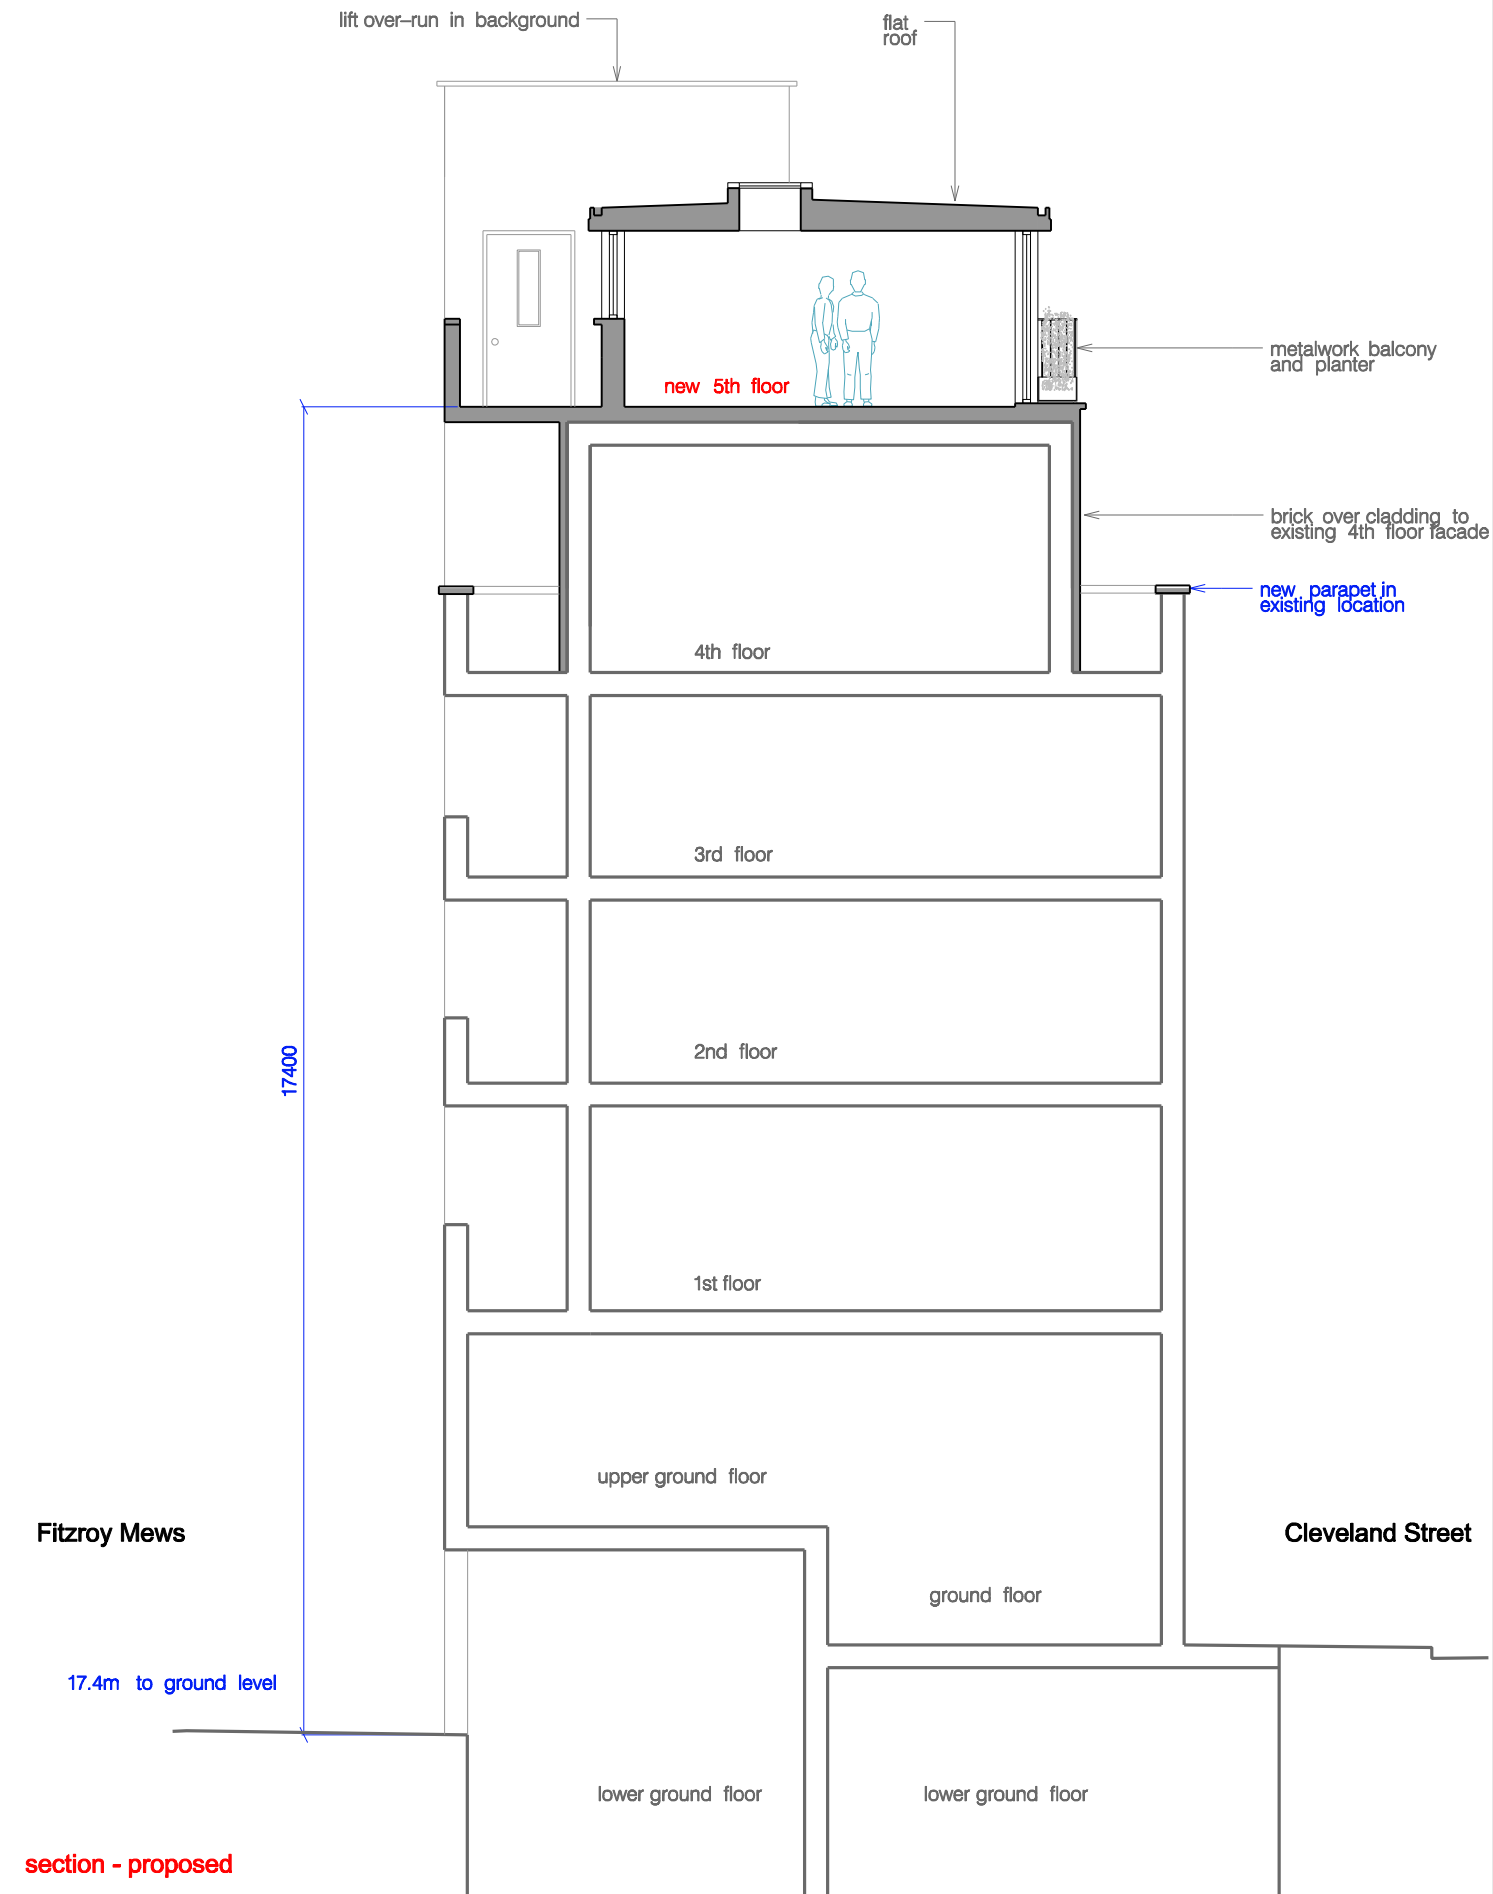 lift over–run in background
flat
roof
metalwork balcony
and planter
new 5th floor
brick over cladding to
existing 4th floor facade
new parapet in
existing location
4th floor
3rd floor
2nd floor
17400
1st floor
upper ground floor
Fitzroy Mews
Cleveland Street
ground floor
17.4m to ground level
lower ground floor
lower ground floor
section - proposed